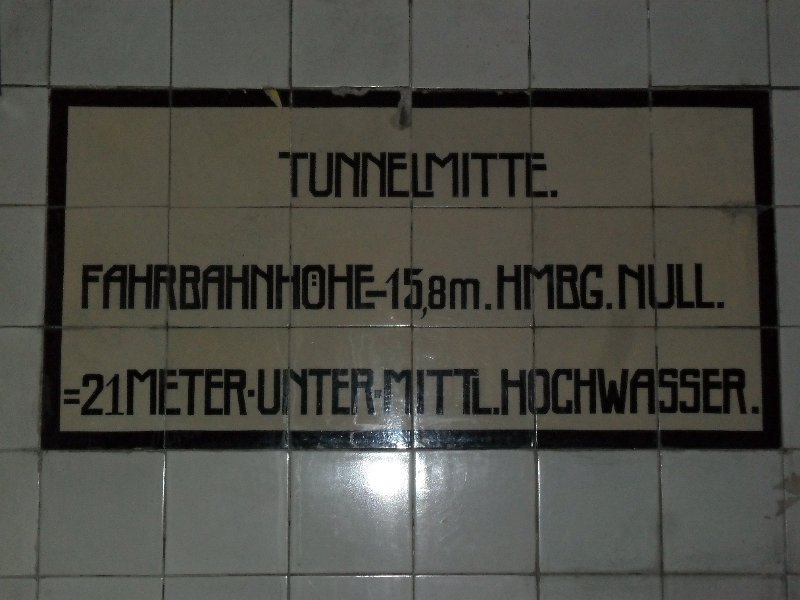 TUNNELMITTE.
FAHRBAHNHÖHE-15,8m.HMBG.NULL.
=21METER·UNTER=MITTL.HOCHWASSER.